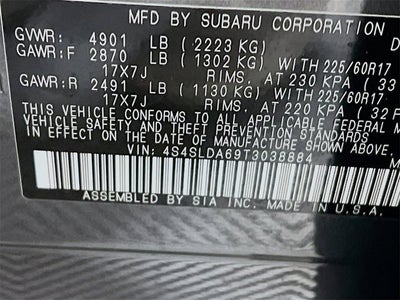 MFD BY SUBARU CORPORATION D
GVWR: 4901 LB (2223 KG)
GAWR:F 2870 LB (1302 KG) WITH 225/60R17
17X7J RIMS, AT 230 KPA (33
GAWR:R 2491 LB (1130 KG) WITH 225/60R17
17X7J RIMS, AT 220 KPA (32 P
THIS VEHICLE CONFORMS TO ALL APPLICABLE FEDERAL M
VEHICLE SAFETY AND THEFT PREVENTION STANDARDS
IN EFFECT ON THE DATE OF MANUFACTURE SHOWN ABOVE.
VIN: 4S4SLDA69T3038884
ASSEMBLED BY SIA INC. MADE IN U.S.A.